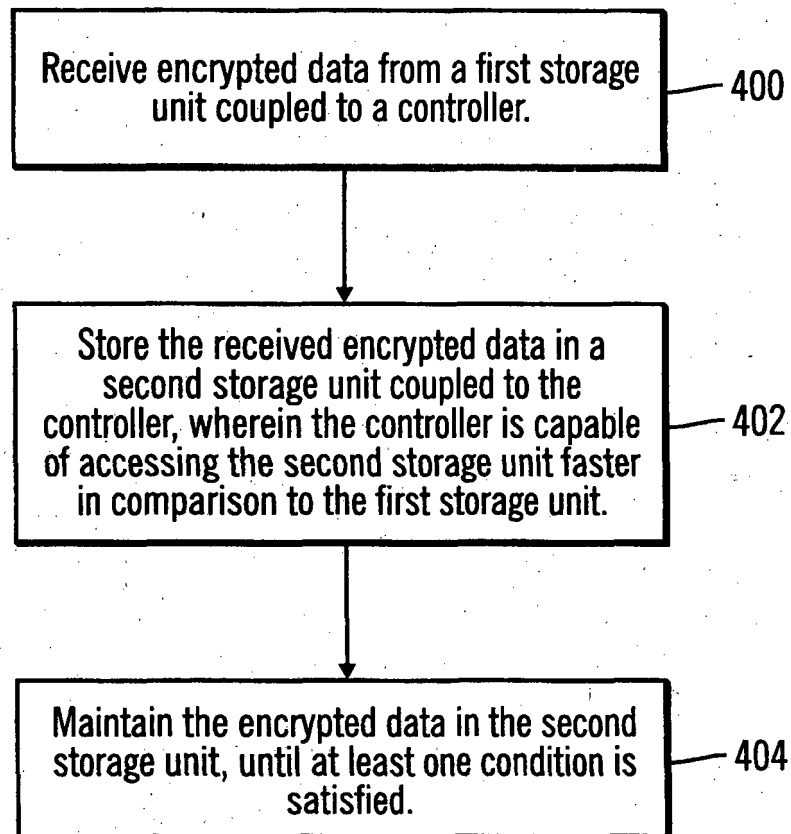 Receive encrypted data from a first storage
unit coupled to a controller.
400
Store the received encrypted data in a
second storage unit coupled to the
controller, wherein the controller is capable
of accessing the second storage unit faster
in comparison to the first storage unit.
402
Maintain the encrypted data in the second
storage unit, until at least one condition is
satisfied.
404